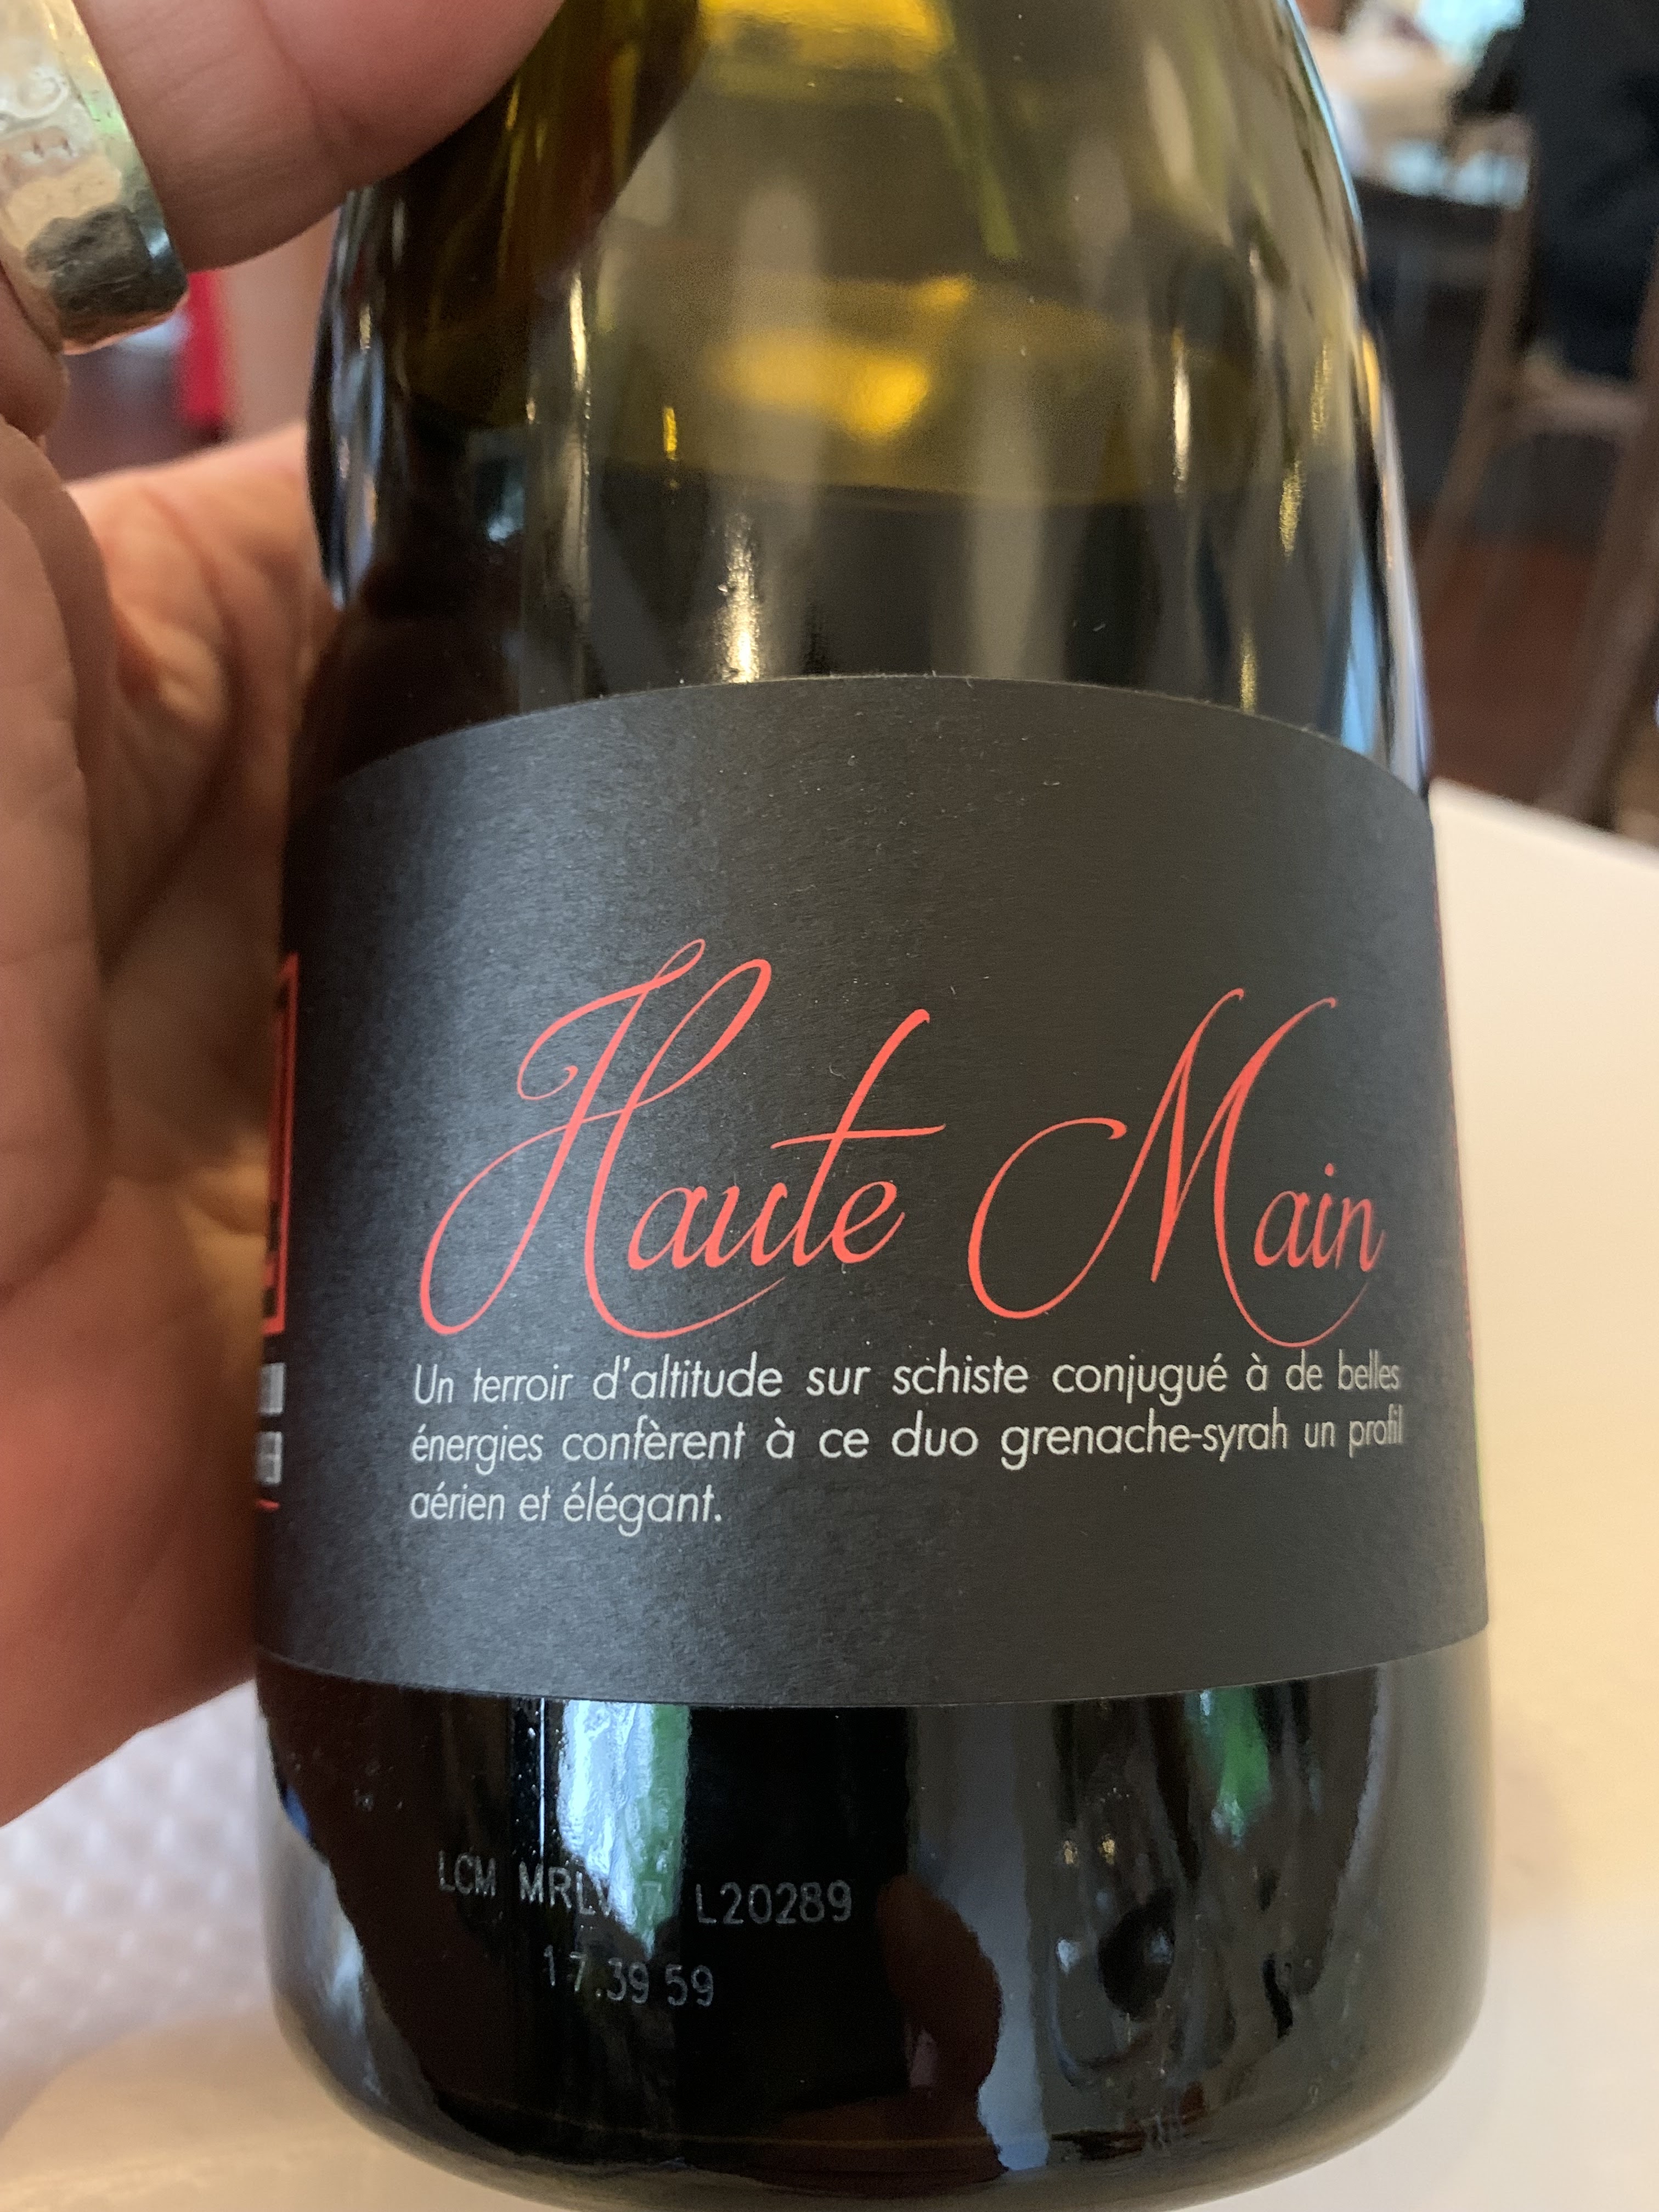 Haute Main
Un terroir d'altitude sur schiste conjugué à de belles
énergies confèrent à ce duo grenache-syrah un profil
aérien et élégant.
LCM L20289
17.39 59